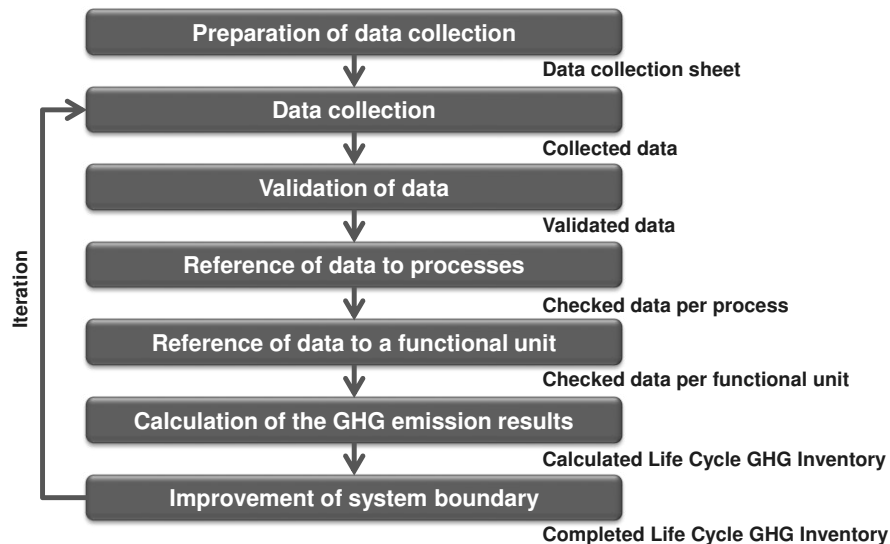 Preparation of data collection
Data collection sheet
Data collection
Collected data
Validation of data
Validated data
Reference of data to processes
Checked data per process
Reference of data to a functional unit
Checked data per functional unit
Calculation of the GHG emission results
Calculated Life Cycle GHG Inventory
Improvement of system boundary
Completed Life Cycle GHG Inventory
Iteration